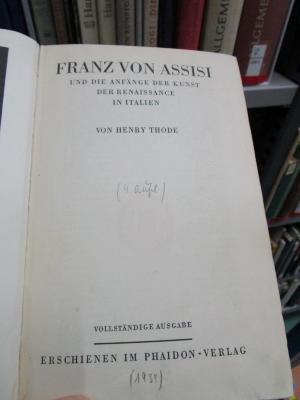 FRANZ VON ASSISI
UND DIE ANFÄNGE DER KUNST
DER RENAISSANCE
IN ITALIEN
VON HENRY THODE
(4. Aufl)
VOLLSTÄNDIGE AUSGABE
ERSCHIENEN IM PHAIDON-VERLAG
(1934)